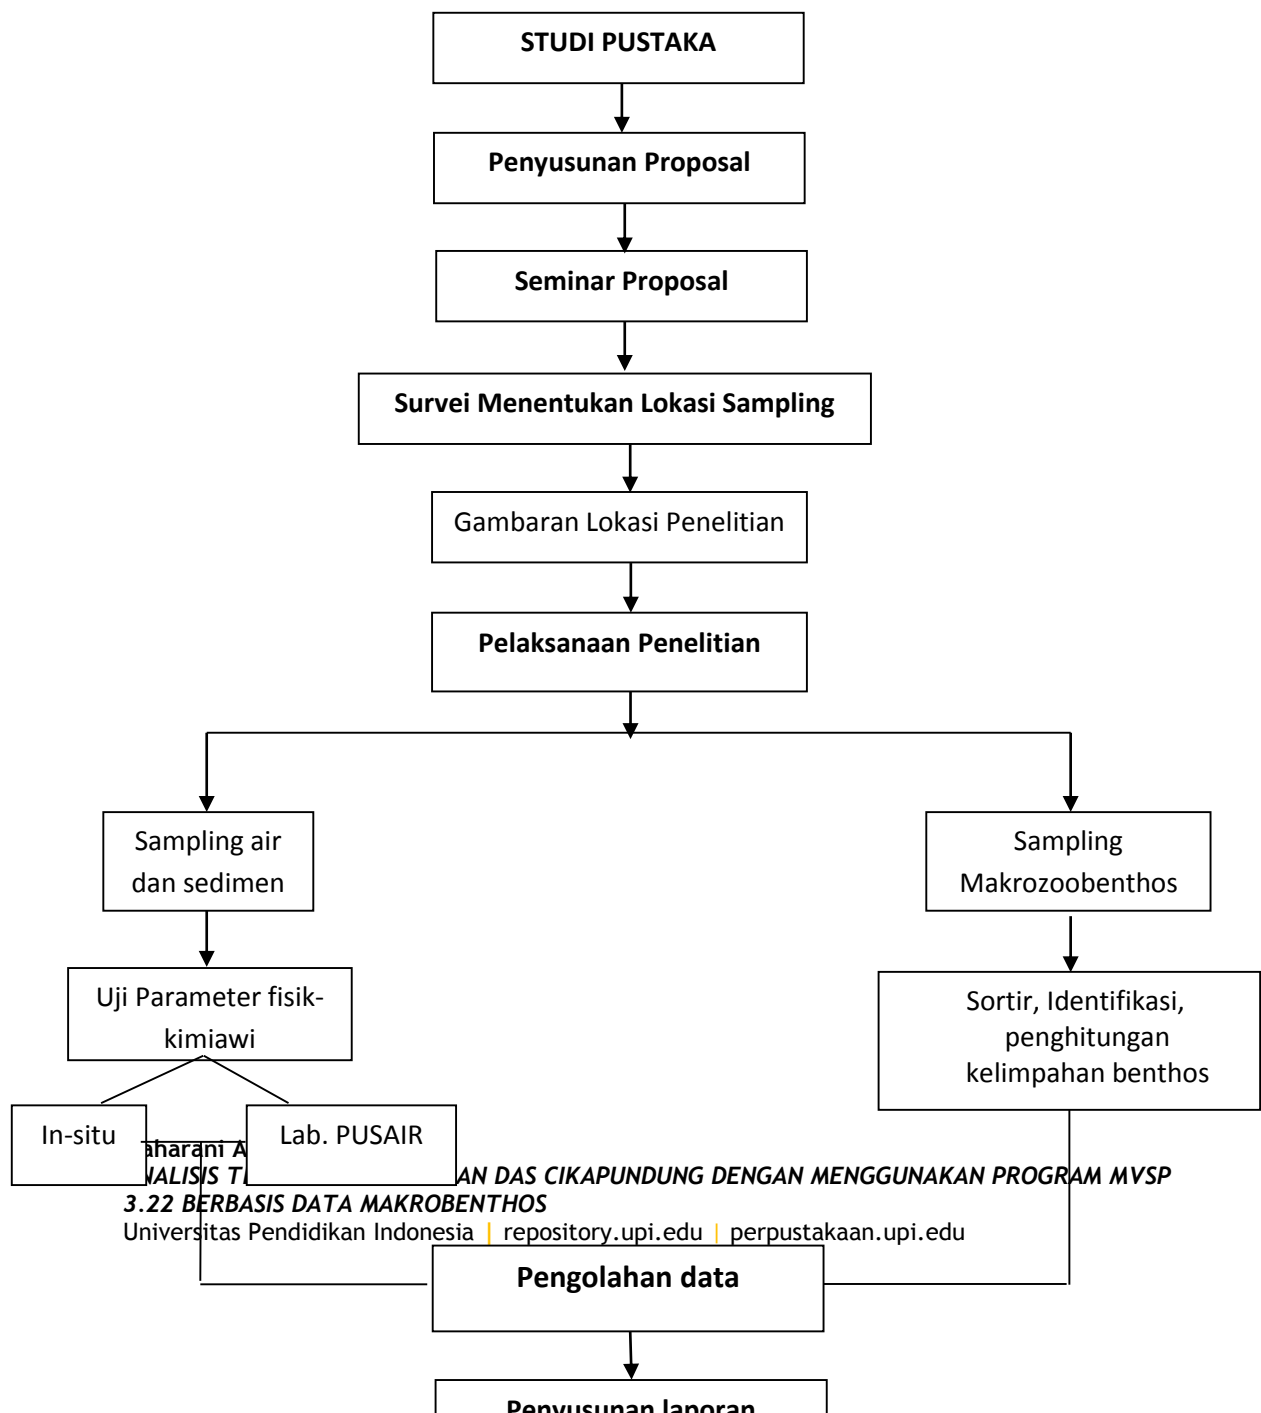 STUDI PUSTAKA
Penyusunan Proposal
Seminar Proposal
Survei Menentukan Lokasi Sampling
Gambaran Lokasi Penelitian
Pelaksanaan Penelitian
Sampling air
dan sedimen
Sampling
Makrozoobenthos
Uji Parameter fisik-
kimiawi
Sortir, Identifikasi,
penghitungan
kelimpahan benthos
In-situ
Lab. PUSAIR
AN DAS CIKAPUNDUNG DENGAN MENGGUNAKAN PROGRAM MVSP
3.22 BERBASIS DATA MAKROBENTHOS
Universitas Pendidikan Indonesia | repository.upi.edu | perpustakaan.upi.edu
Pengolahan data
Penyusunan laporan